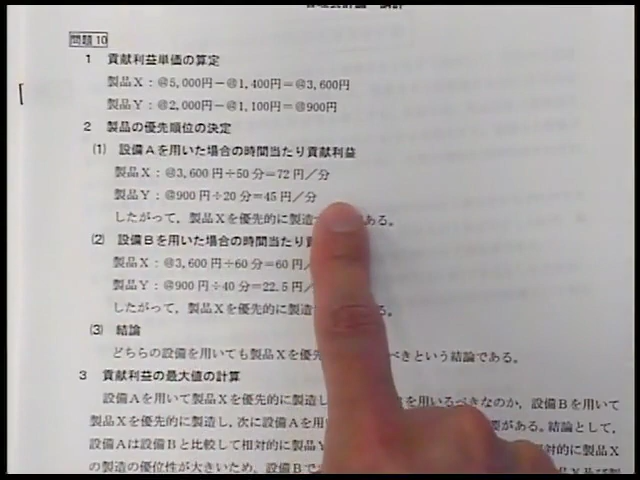 問題10
1 貢献利益単価の算定
製品X：@5,000円－@1,400円＝@3,600円
製品Y：@2,000円－@1,100円＝@900円
2 製品の優先順位の決定
(1) 設備Aを用いた場合の時間当たり貢献利益
製品X：@3,600円÷50分＝72円／分
製品Y：@900円÷20分＝45円／分
したがって，製品Xを優先的に製造 ある。
(2) 設備Bを用いた場合の時間当たり
製品X：@3,600円÷60分＝60円／
製品Y：@900円÷40分＝22.5円／
したがって，製品Xを優先的に製造 る。
(3) 結論
どちらの設備を用いても製品Xを優先 べきという結論である。
3 貢献利益の最大値の計算
設備Aを用いて製品Xを優先的に製造し を用いるべきなのか，設備Bを用いて
製品Xを優先的に製造し，次に設備Aを用 要がある。結論として，
設備Aは設備Bと比較して相対的に製品Y 対的に製品X
の製造の優位性が大きいため，設備Bで